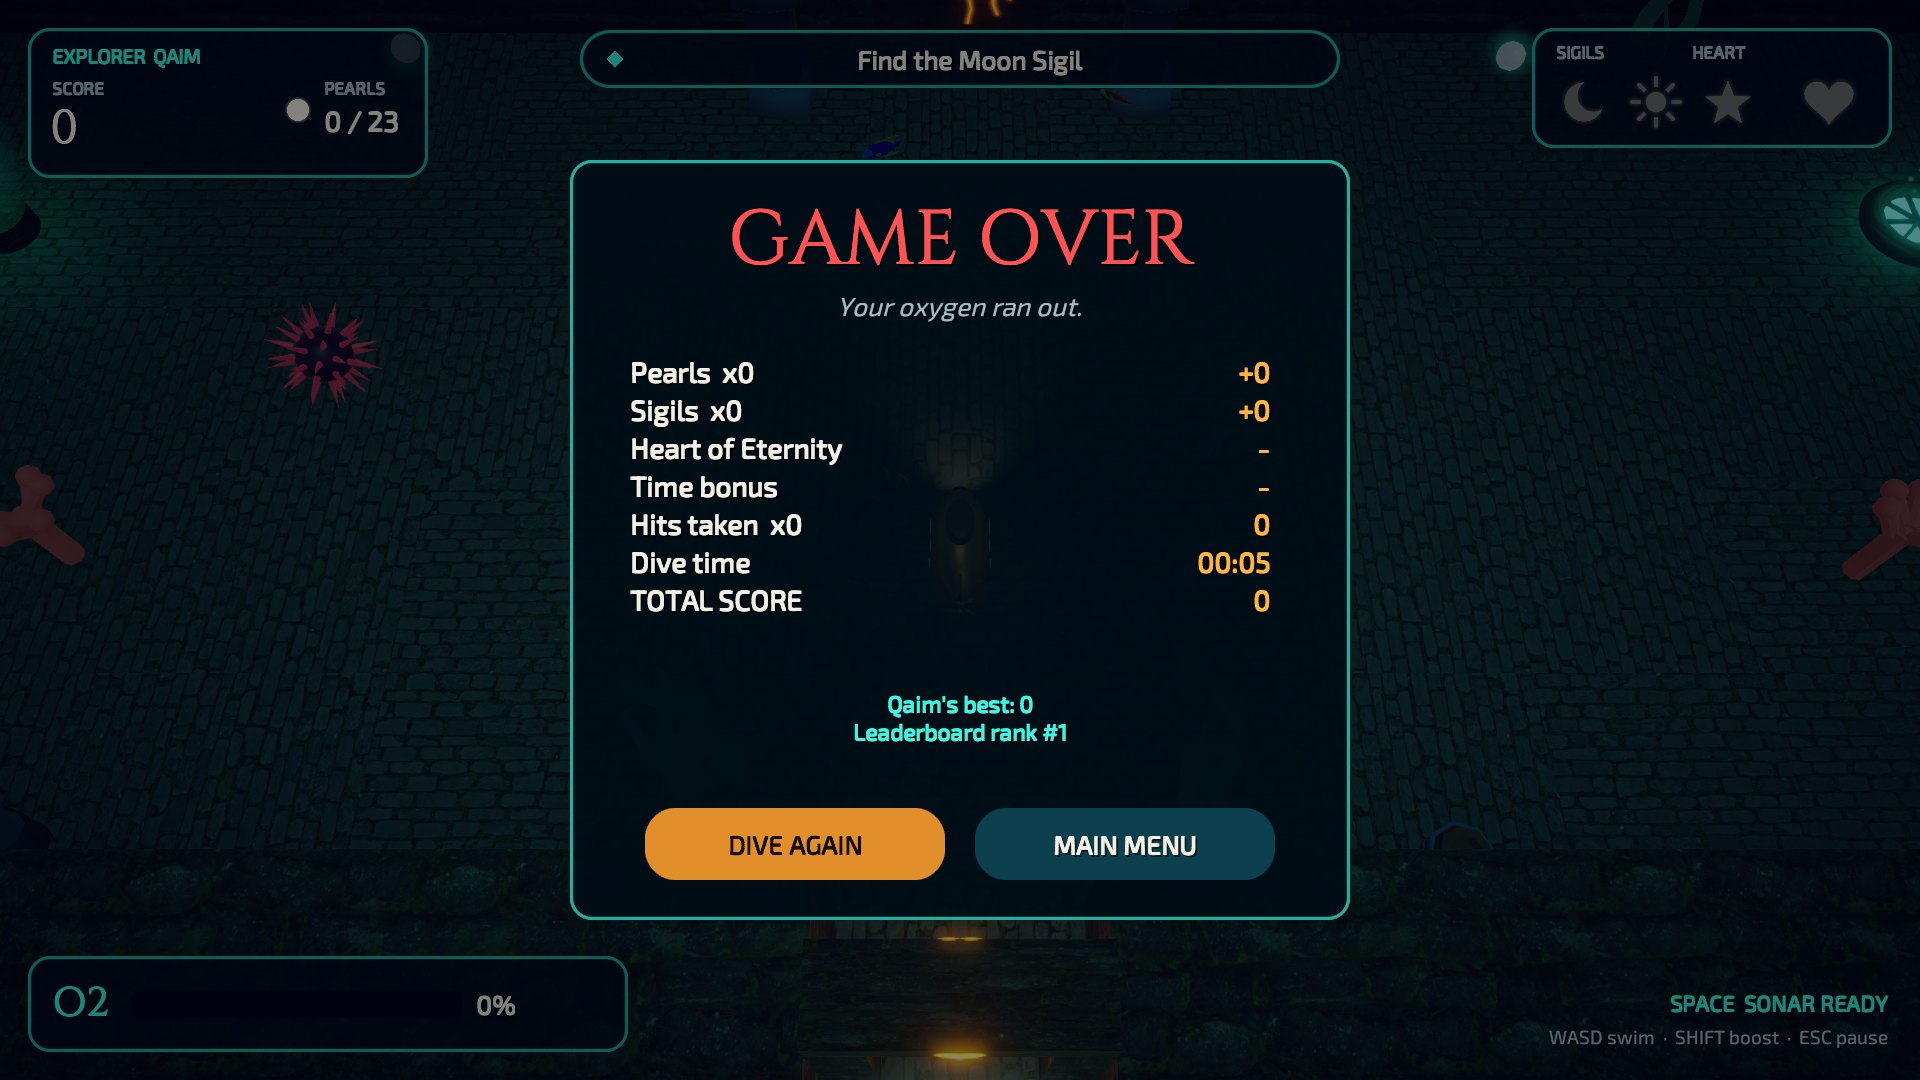 EXPLORER QAIM
SCORE
0
PEARLS
0 / 23
Find the Moon Sigil
SIGILS
HEART
GAME OVER
Your oxygen ran out.
Pearls x0 +0
Sigils x0 +0
Heart of Eternity -
Time bonus -
Hits taken x0 0
Dive time 00:05
TOTAL SCORE 0
Qaim's best: 0
Leaderboard rank #1
DIVE AGAIN
MAIN MENU
O2
0%
SPACE SONAR READY
WASD swim · SHIFT boost · ESC pause